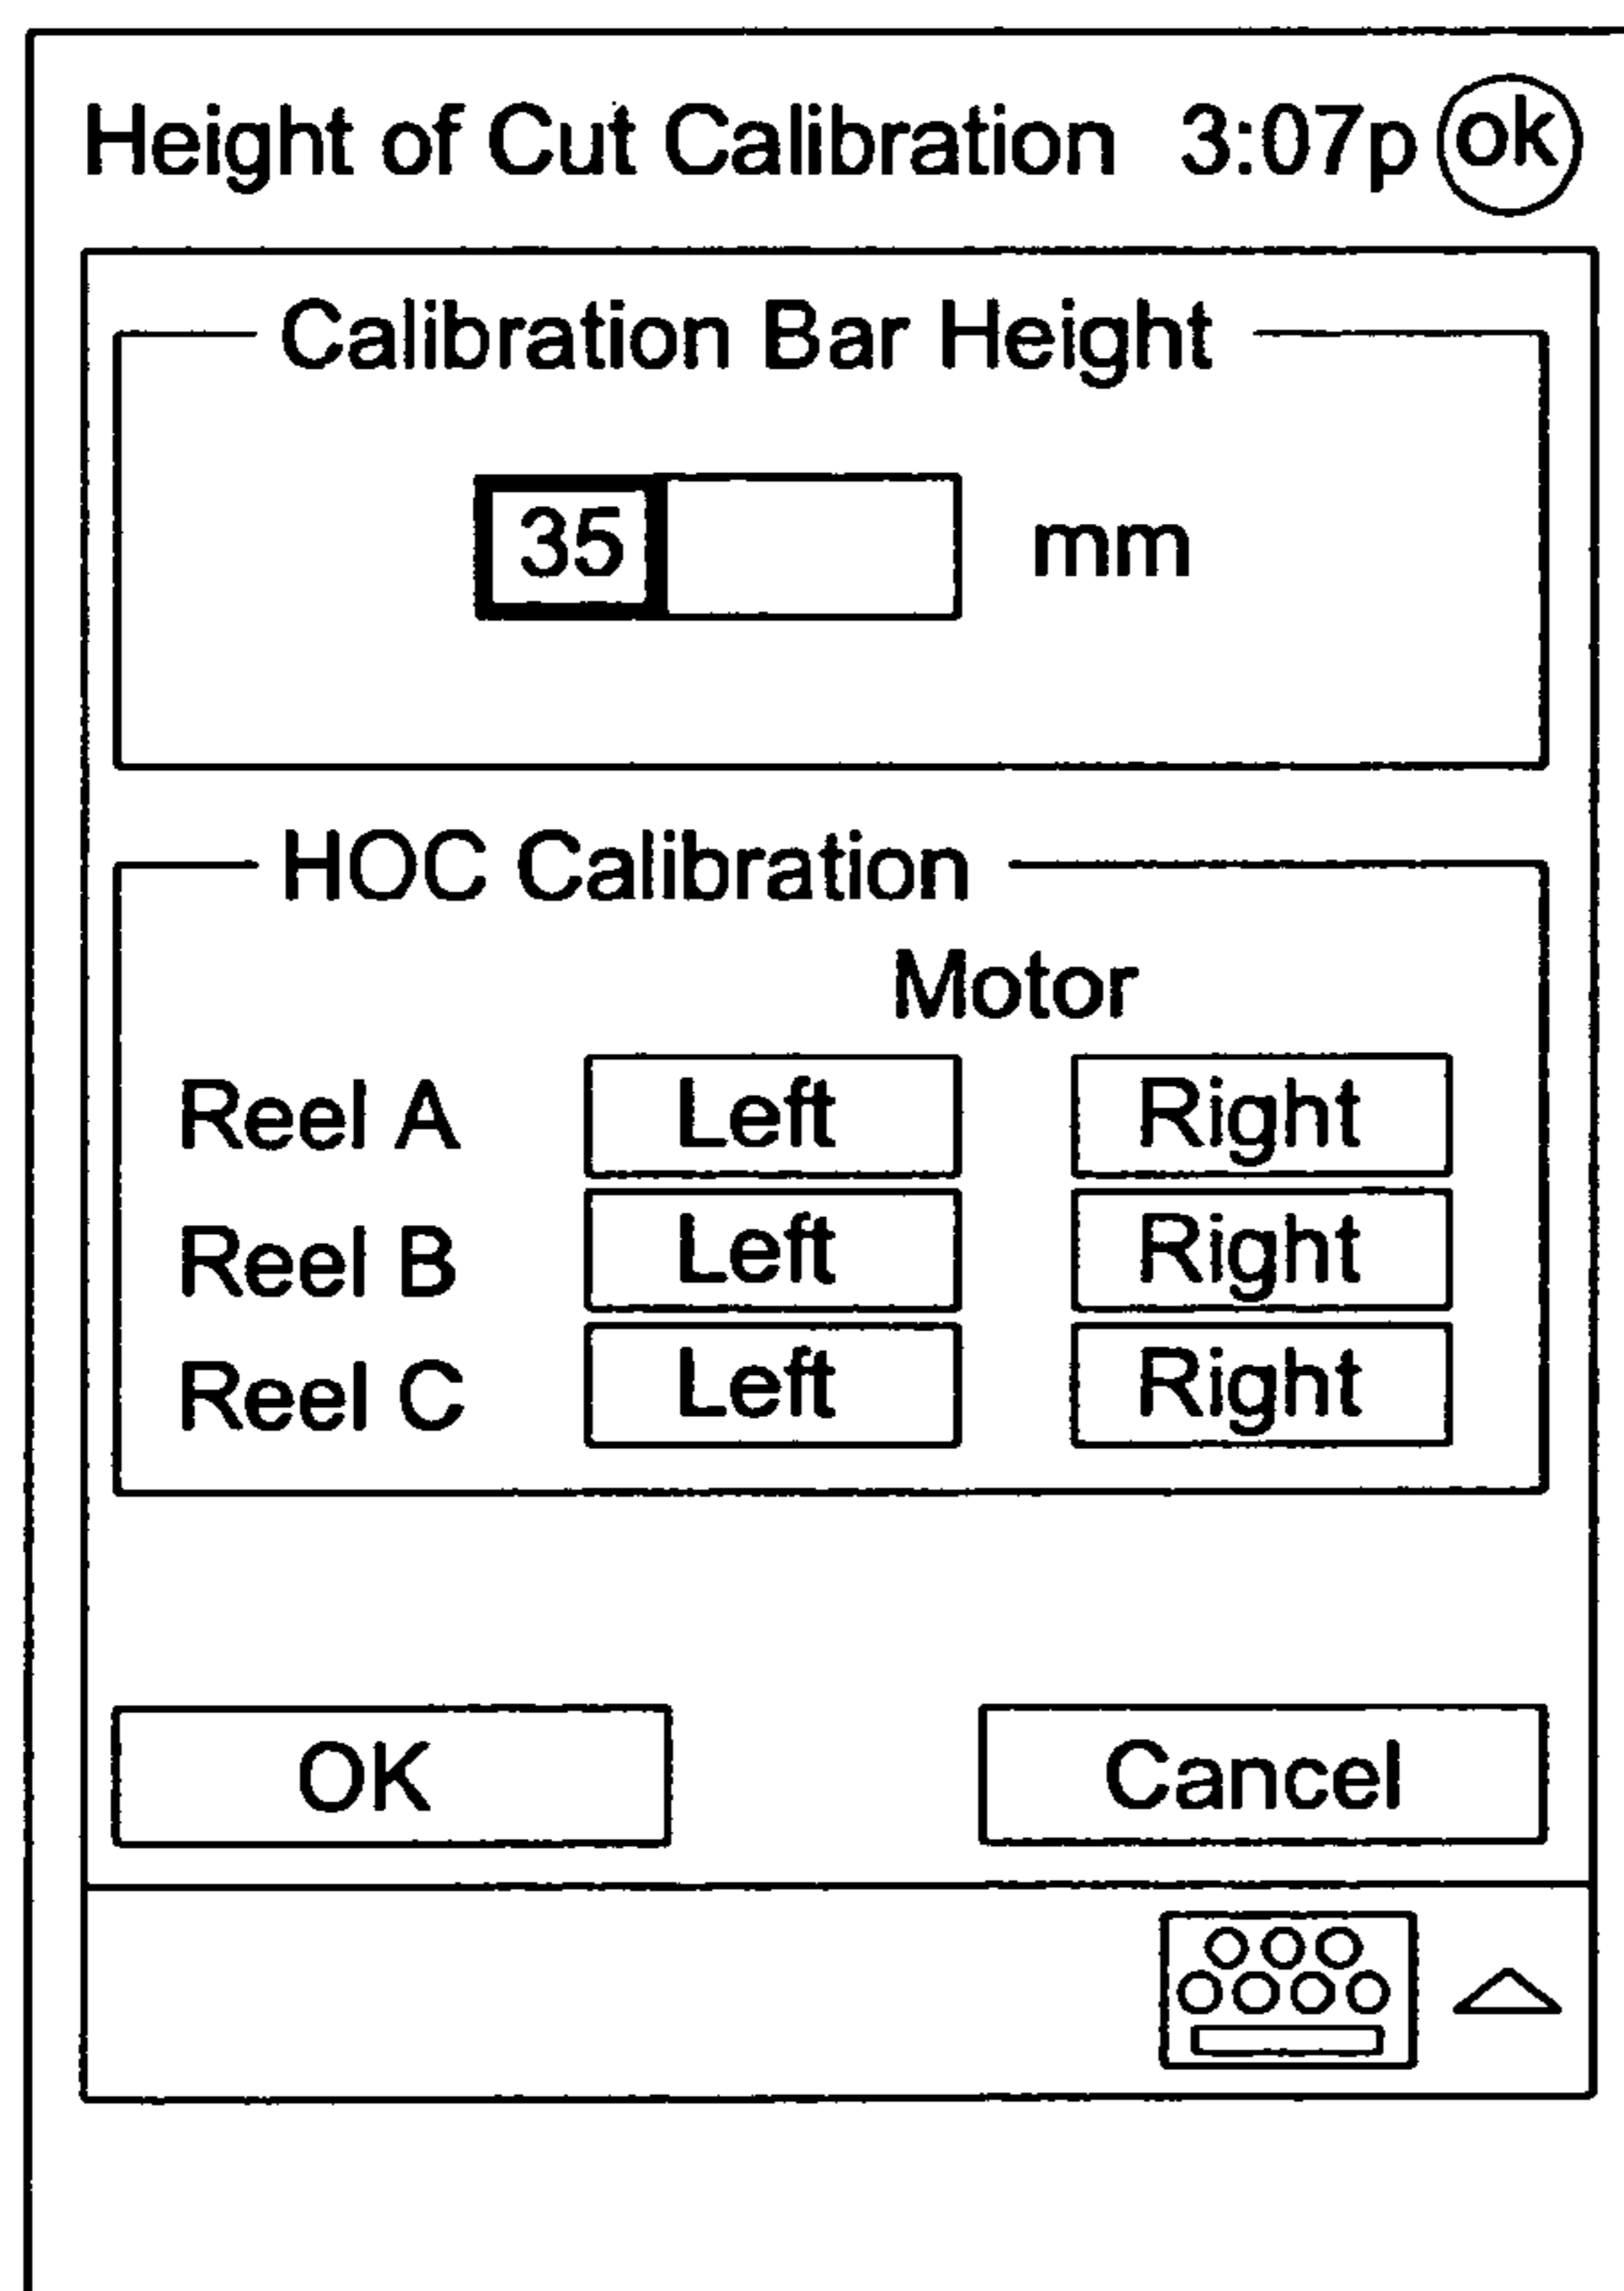 Height of Cut Calibration 3:07p ok
Calibration Bar Height
35 mm
HOC Calibration
Motor
Reel A Left Right
Reel B Left Right
Reel C Left Right
OK Cancel